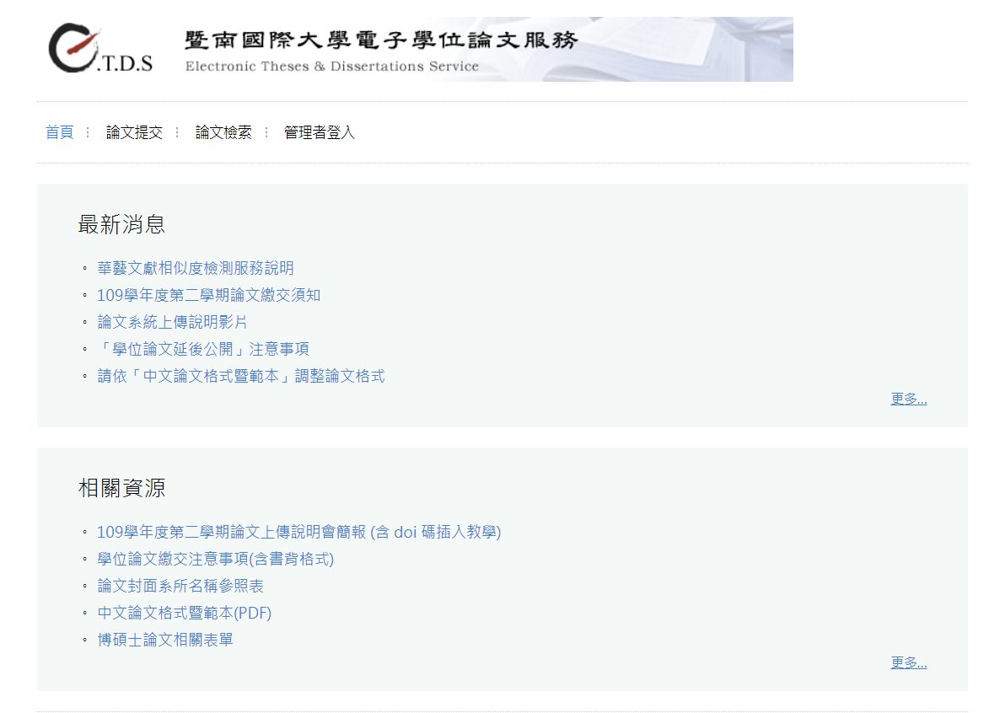 e.T.D.S
暨南國際大學電子學位論文服務
Electronic Theses & Dissertations Service
首頁 論文提交 論文檢索 管理者登入
最新消息
華藝文獻相似度檢測服務說明
109學年度第二學期論文繳交須知
論文系統上傳說明影片
「學位論文延後公開」注意事項
請依「中文論文格式暨範本」調整論文格式
更多...
相關資源
109學年度第二學期論文上傳說明會簡報 (含 doi 碼插入教學)
學位論文繳交注意事項(含書背格式)
論文封面系所名稱參照表
中文論文格式暨範本(PDF)
博碩士論文相關表單
更多...